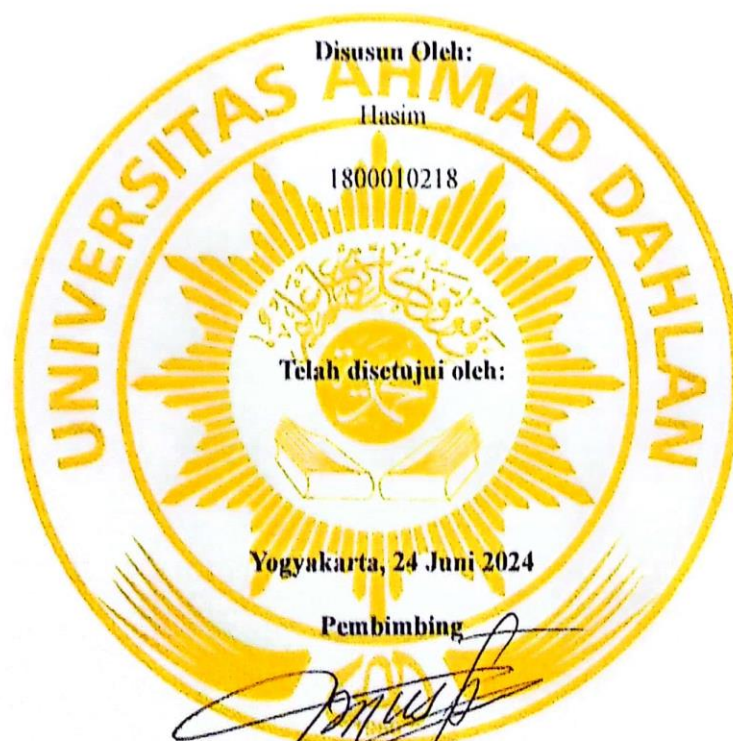 Disusun Oleh:
UNIVERSITAS AHMAD DAHLAN
Hasim
1800010218
Telah disetujui oleh:
Yogyakarta, 24 Juni 2024
Pembimbing